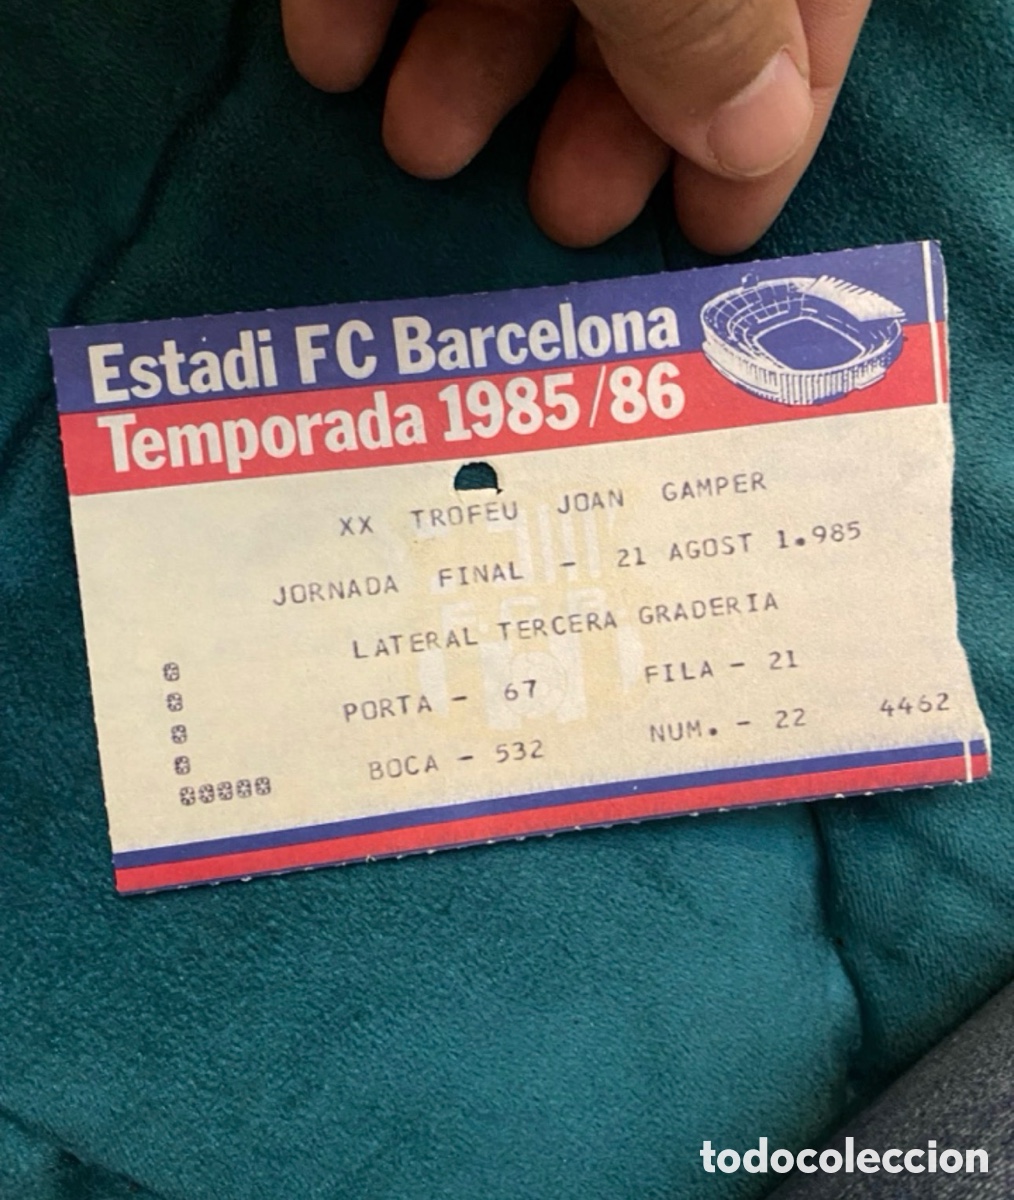 Estadi FC Barcelona
Temporada 1985/86
XX TROFEU JOAN GAMPER
JORNADA FINAL - 21 AGOST 1.985
LATERAL TERCERA GRADERIA
PORTA - 67 FILA - 21
BOCA - 532 NUM. - 22 4462
todocoleccion